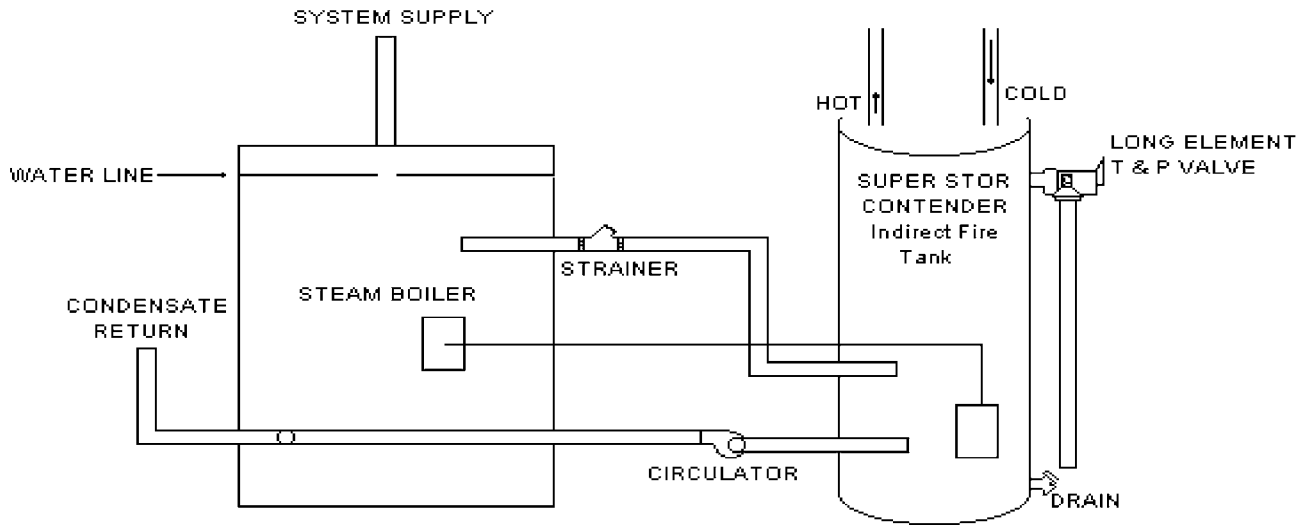 SYSTEM SUPPLY
HOT
COLD
WATER LINE
LONG ELEMENT
T & P VALVE
SUPER STOR
CONTENDER
Indirect Fire
Tank
STRAINER
STEAM BOILER
CONDENSATE
RETURN
CIRCULATOR
DRAIN